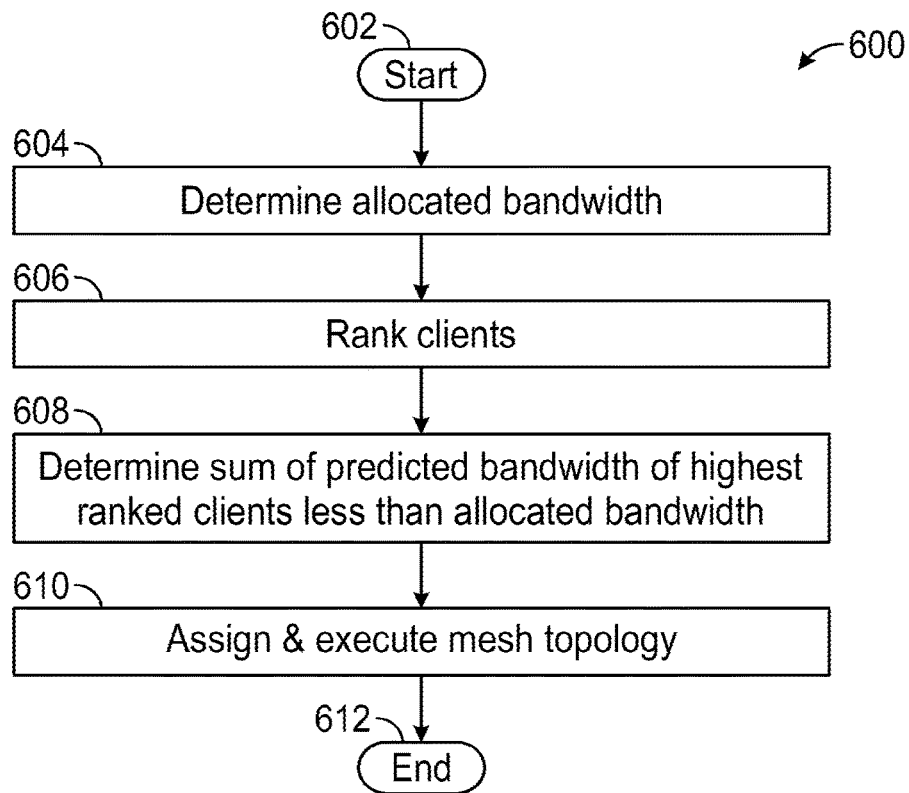 602
Start
600
604
Determine allocated bandwidth
606
Rank clients
608
Determine sum of predicted bandwidth of highest
ranked clients less than allocated bandwidth
610
Assign & execute mesh topology
612
End